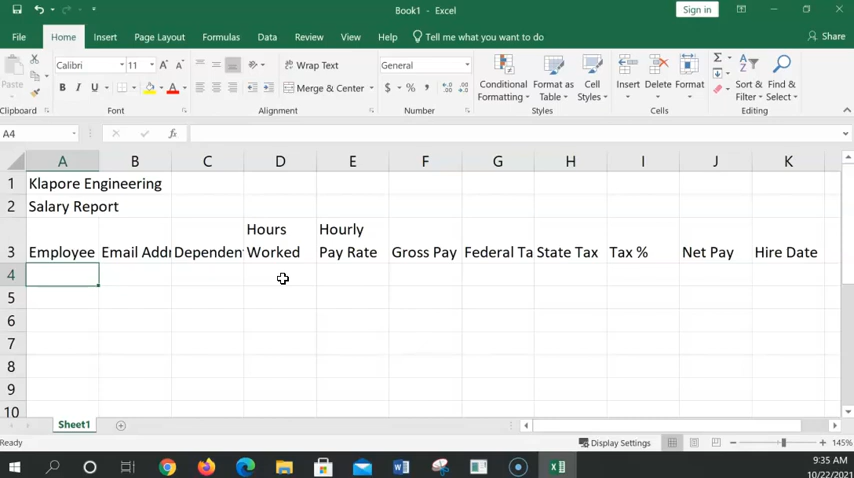 Book1 - Excel
Sign in
File Home Insert Page Layout Formulas Data Review View Help Tell me what you want to do Share
Paste
Calibri 11 A A Wrap Text General
B I U A Merge & Center $ % ,
Conditional Formatting Format as Table Cell Styles Insert Delete Format Sort & Filter Find & Select
Clipboard Font Alignment Number Styles Cells Editing
A4 fx
A B C D E F G H I J K
1 Klapore Engineering
2 Salary Report
Hours Hourly
3 Employee Email Addr Dependent Worked Pay Rate Gross Pay Federal Ta State Tax Tax % Net Pay Hire Date
4
5
6
7
8
9
10
Sheet1
Ready Display Settings 145%
9:35 AM
10/22/2021